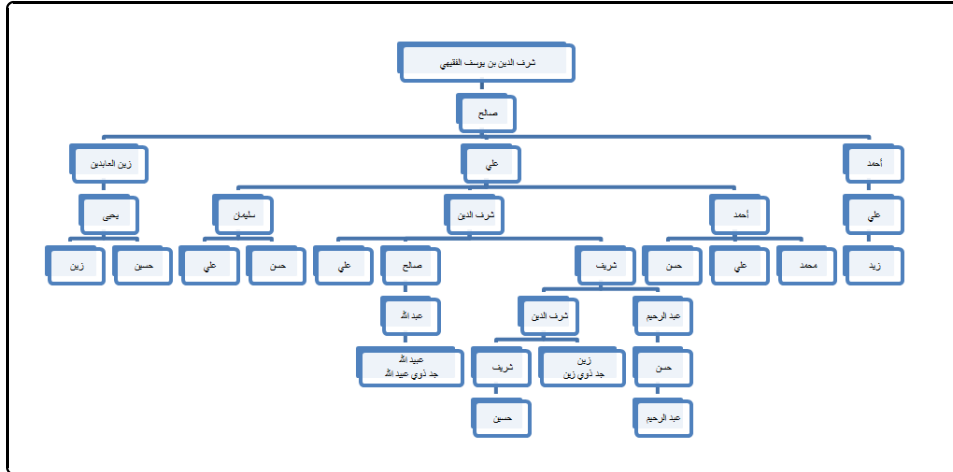 شرف الدين بن يوسف الفقيهي
صالح
أحمد
علي
زين العابدين
علي
أحمد
شرف الدين
سليمان
يحيى
زيد
محمد
علي
حسن
شريف
صالح
علي
حسن
علي
حسين
زين
عبد الرحيم
شرف الدين
عبد الله
حسن
زين
جد ذوي زين
شريف
عبيد الله
جد ذوي عبيد الله
عبد الرحيم
حسين